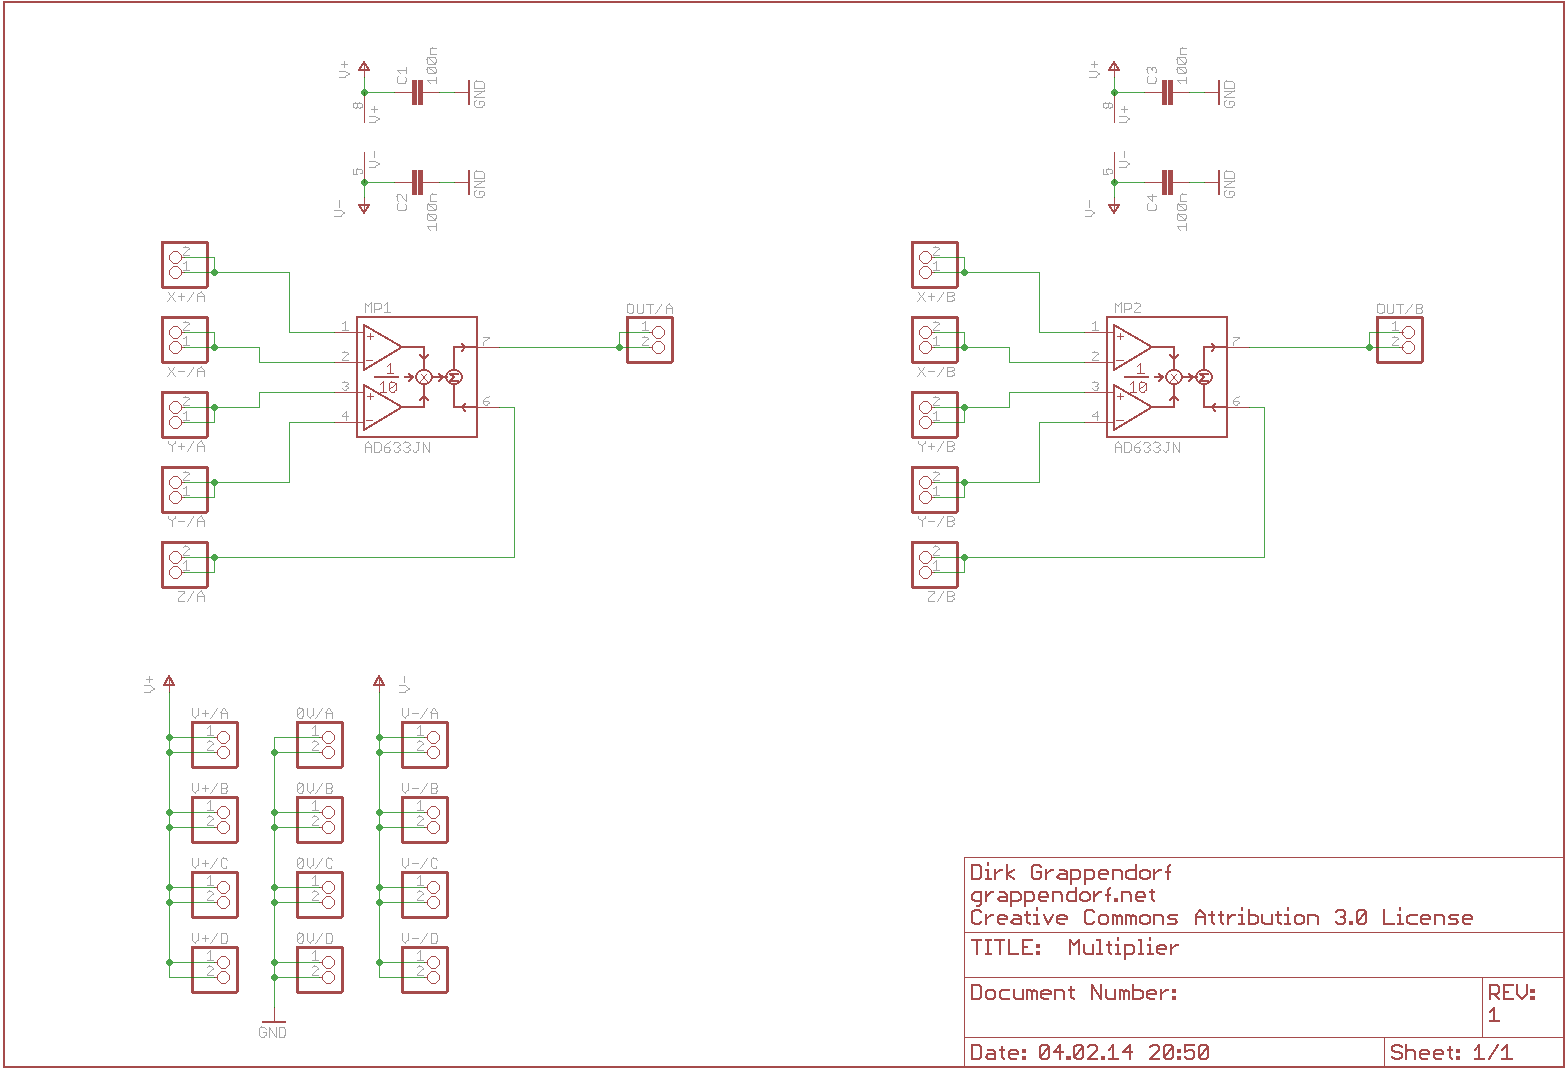 V+ C1 100n GND
8 V+
V- 5
V- C2 100n GND
V+ C3 100n GND
8 V+
V- 5
V- C4 100n GND
2
1
X+/A
2
1
X-/A
2
1
Y+/A
2
1
Y-/A
2
1
Z/A
MP1
1 + 7
2 -
1
10
X Σ
3 + 6
4 -
AD633JN
OUT/A
1
2
2
1
X+/B
2
1
X-/B
2
1
Y+/B
2
1
Y-/B
2
1
Z/B
MP2
1 + 7
2 -
1
10
X Σ
3 + 6
4 -
AD633JN
OUT/B
1
2
V+ V-
V+/A 0V/A V-/A
1 1 1
2 2 2
V+/B 0V/B V-/B
1 1 1
2 2 2
V+/C 0V/C V-/C
1 1 1
2 2 2
V+/D 0V/D V-/D
1 1 1
2 2 2
GND
Dirk Grappendorf
grappendorf.net
Creative Commons Attribution 3.0 License
TITLE: Multiplier
Document Number:
REV:
1
Date: 04.02.14 20:50
Sheet: 1/1